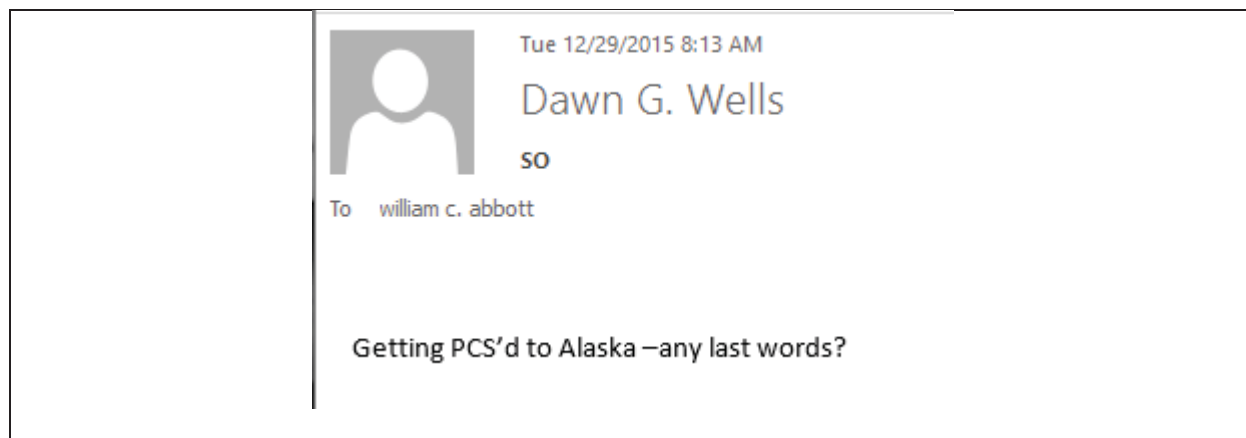 Tue 12/29/2015 8:13 AM
Dawn G. Wells
SO
To william c. abbott
Getting PCS’d to Alaska –any last words?